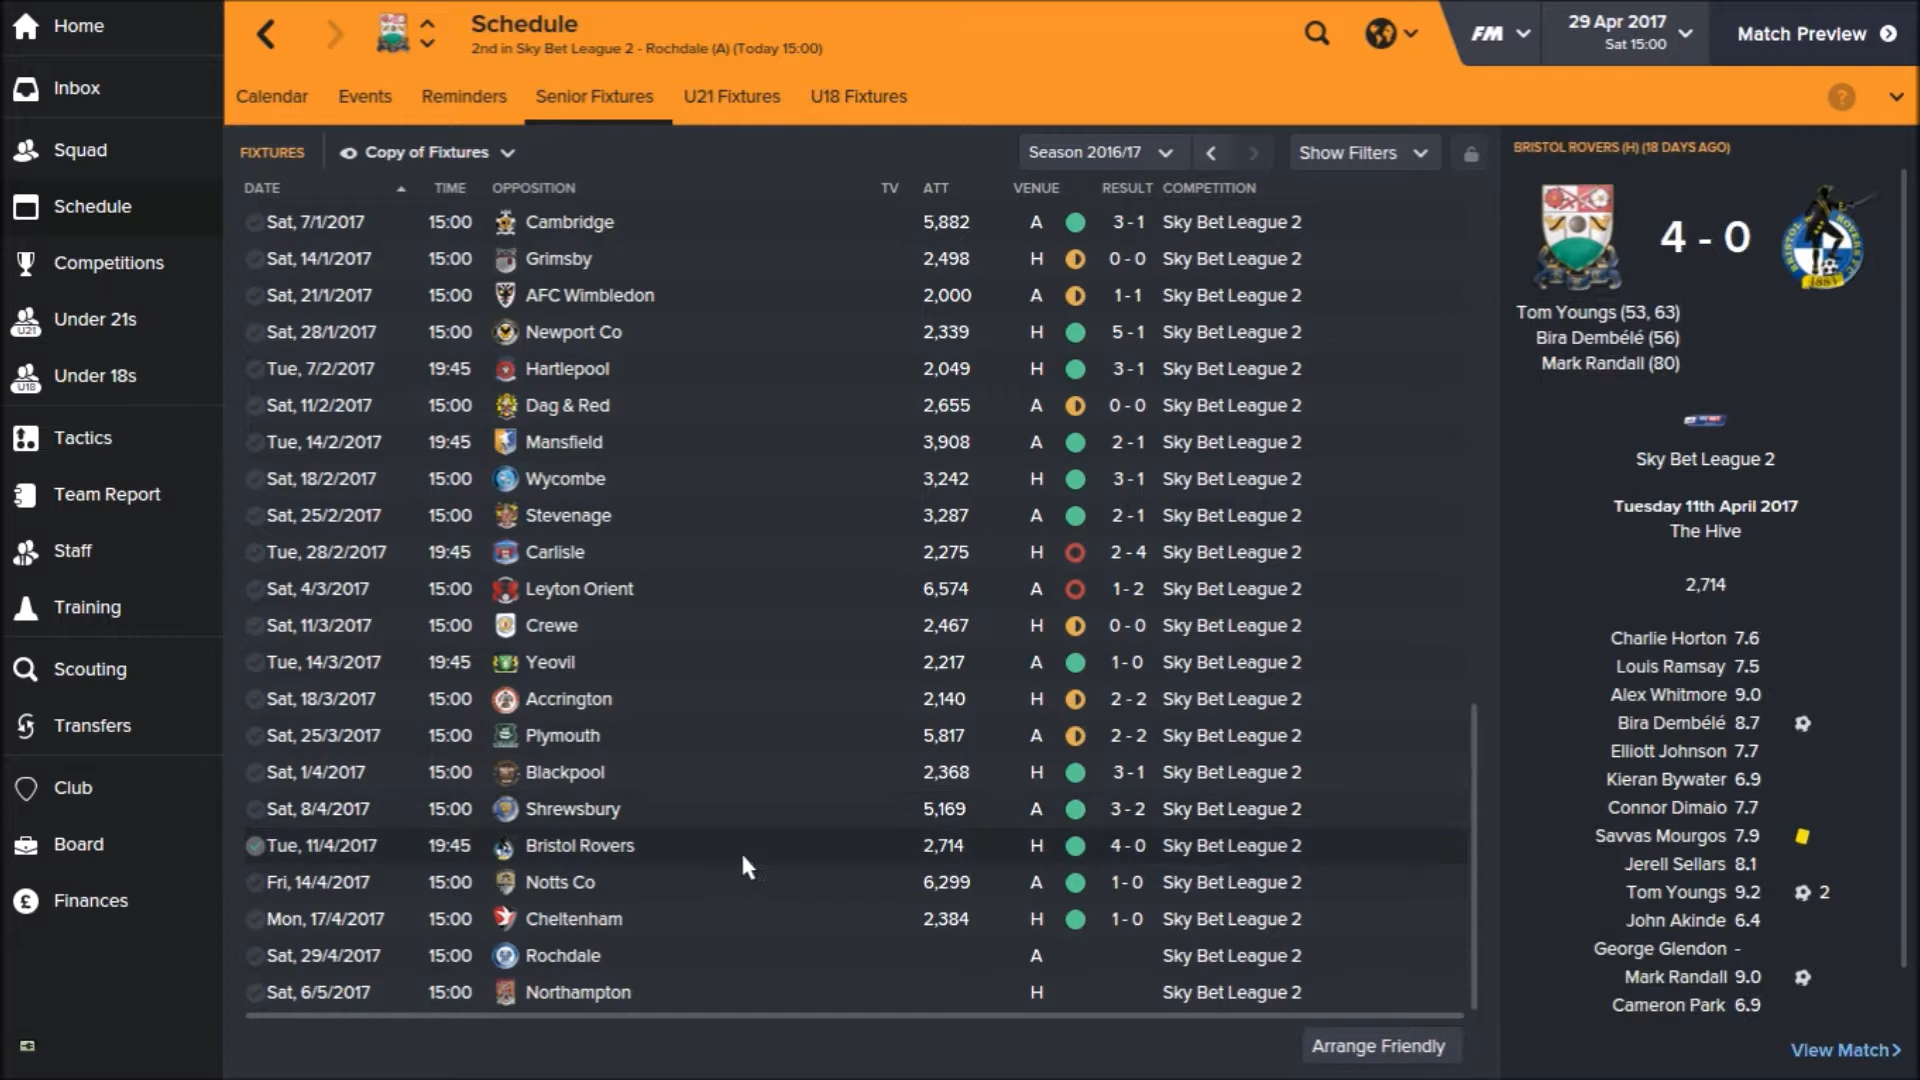 Home
Inbox
Squad
Schedule
Competitions
Under 21s
U21
Under 18s
U18
Tactics
Team Report
Staff
Training
Scouting
Transfers
Club
Board
Finances
Schedule
2nd in Sky Bet League 2 - Rochdale (A) (Today 15:00)
FM
29 Apr 2017
Sat 15:00
Match Preview
Calendar Events Reminders Senior Fixtures U21 Fixtures U18 Fixtures
?
FIXTURES Copy of Fixtures Season 2016/17 Show Filters
DATE TIME OPPOSITION TV ATT VENUE RESULT COMPETITION
Sat, 7/1/2017 15:00 Cambridge 5,882 A 3 - 1 Sky Bet League 2
Sat, 14/1/2017 15:00 Grimsby 2,498 H 0 - 0 Sky Bet League 2
Sat, 21/1/2017 15:00 AFC Wimbledon 2,000 A 1 - 1 Sky Bet League 2
Sat, 28/1/2017 15:00 Newport Co 2,339 H 5 - 1 Sky Bet League 2
Tue, 7/2/2017 19:45 Hartlepool 2,049 H 3 - 1 Sky Bet League 2
Sat, 11/2/2017 15:00 Dag & Red 2,655 A 0 - 0 Sky Bet League 2
Tue, 14/2/2017 19:45 Mansfield 3,908 A 2 - 1 Sky Bet League 2
Sat, 18/2/2017 15:00 Wycombe 3,242 H 3 - 1 Sky Bet League 2
Sat, 25/2/2017 15:00 Stevenage 3,287 A 2 - 1 Sky Bet League 2
Tue, 28/2/2017 19:45 Carlisle 2,275 H 2 - 4 Sky Bet League 2
Sat, 4/3/2017 15:00 Leyton Orient 6,574 A 1 - 2 Sky Bet League 2
Sat, 11/3/2017 15:00 Crewe 2,467 H 0 - 0 Sky Bet League 2
Tue, 14/3/2017 19:45 Yeovil 2,217 A 1 - 0 Sky Bet League 2
Sat, 18/3/2017 15:00 Accrington 2,140 H 2 - 2 Sky Bet League 2
Sat, 25/3/2017 15:00 Plymouth 5,817 A 2 - 2 Sky Bet League 2
Sat, 1/4/2017 15:00 Blackpool 2,368 H 3 - 1 Sky Bet League 2
Sat, 8/4/2017 15:00 Shrewsbury 5,169 A 3 - 2 Sky Bet League 2
Tue, 11/4/2017 19:45 Bristol Rovers 2,714 H 4 - 0 Sky Bet League 2
Fri, 14/4/2017 15:00 Notts Co 6,299 A 1 - 0 Sky Bet League 2
Mon, 17/4/2017 15:00 Cheltenham 2,384 H 1 - 0 Sky Bet League 2
Sat, 29/4/2017 15:00 Rochdale A Sky Bet League 2
Sat, 6/5/2017 15:00 Northampton H Sky Bet League 2
Arrange Friendly
BRISTOL ROVERS (H) (18 DAYS AGO)
4 - 0
BRISTOL ROVERS F.C.
1883
Tom Youngs (53, 63)
Bira Dembélé (56)
Mark Randall (80)
Sky Bet League 2
Tuesday 11th April 2017
The Hive
2,714
Charlie Horton 7.6
Louis Ramsay 7.5
Alex Whitmore 9.0
Bira Dembélé 8.7
Elliott Johnson 7.7
Kieran Bywater 6.9
Connor Dimaio 7.7
Savvas Mourgos 7.9
Jerell Sellars 8.1
Tom Youngs 9.2 2
John Akinde 6.4
George Glendon -
Mark Randall 9.0
Cameron Park 6.9
View Match>